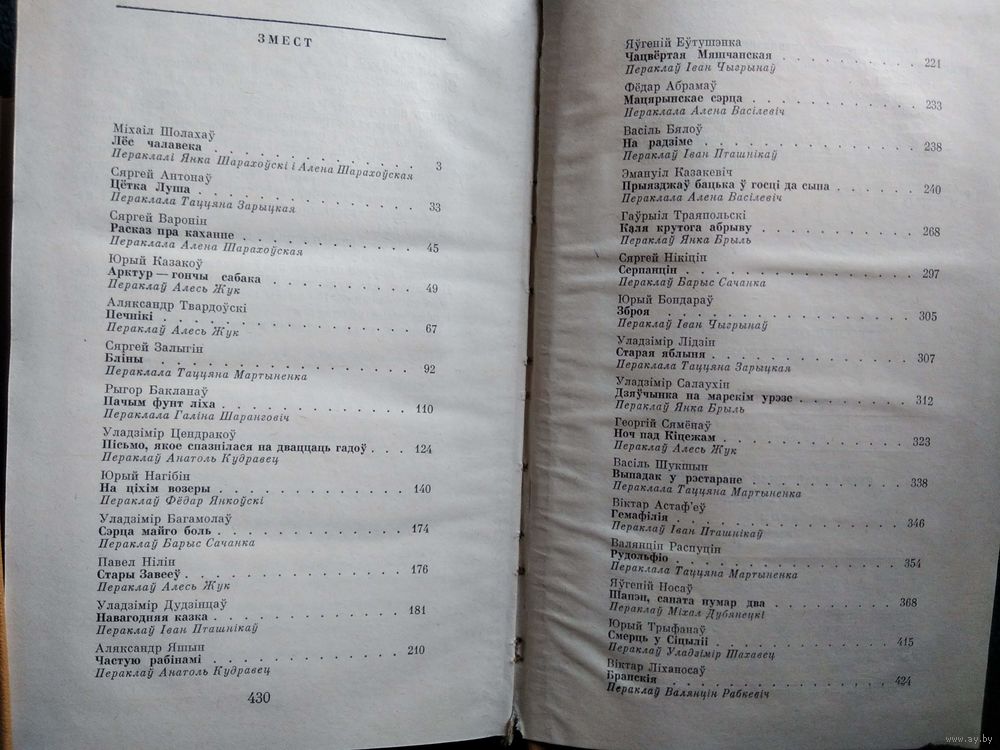 ЗМЕСТ
Міхаіл Шолахаў
Лёс чалавека . . . . . . . . . . . . . . 3
Пераклалі Янка Шарахоўскі і Алена Шарахоўская
Сяргей Антонаў
Цётка Луша . . . . . . . . . . . . . . 33
Пераклала Таццяна Зарыцкая
Сяргей Варонін
Расказ пра каханне . . . . . . . . . . . . 45
Пераклала Алена Шарахоўская
Юрый Казакоў
Арктур — гончы сабака . . . . . . . . . . 49
Пераклаў Алесь Жук
Аляксандр Твардоўскі
Печнікі . . . . . . . . . . . . . . . . 67
Пераклаў Алесь Жук
Сяргей Залыгін
Бліны . . . . . . . . . . . . . . . . 92
Пераклала Таццяна Мартыненка
Рыгор Бакланаў
Пачым фунт ліха . . . . . . . . . . . . . 110
Пераклала Галіна Шаранговіч
Уладзімір Цендракоў
Пісьмо, якое спазнілася на дваццаць гадоў . . . 124
Пераклаў Анатоль Кудравец
Юрый Нагібін
На ціхім возеры . . . . . . . . . . . . . 140
Пераклаў Фёдар Янкоўскі
Уладзімір Багамолаў
Сэрца майго боль . . . . . . . . . . . . 174
Пераклаў Барыс Сачанка
Павел Нілін
Стары Завееў . . . . . . . . . . . . . . 176
Пераклаў Алесь Жук
Уладзімір Дудзінцаў
Навагодняя казка . . . . . . . . . . . . 181
Пераклаў Іван Пташнікаў
Аляксандр Яшын
Частую рабінамі . . . . . . . . . . . . . 210
Пераклаў Анатоль Кудравец
430
Яўгеній Еўтушэнка
Чацвёртая Мяшчанская . . . . . . . . . . 221
Пераклаў Іван Чыгрынаў
Фёдар Абрамаў
Мацярынскае сэрца . . . . . . . . . . . . 233
Пераклала Алена Васілевіч
Васіль Бялоў
На радзіме . . . . . . . . . . . . . . 238
Пераклаў Іван Пташнікаў
Эмануіл Казакевіч
Прыязджаў бацька ў госці да сына . . . . . . 240
Пераклала Алена Васілевіч
Гаўрыіл Траяпольскі
Каля крутога абрыву . . . . . . . . . . . 268
Пераклаў Янка Брыль
Сяргей Нікіцін
Серпанцін . . . . . . . . . . . . . . . 297
Пераклаў Барыс Сачанка
Юрый Бондараў
Зброя . . . . . . . . . . . . . . . . 305
Пераклаў Іван Чыгрынаў
Уладзімір Лідзін
Старая яблыня . . . . . . . . . . . . . 307
Пераклала Таццяна Зарыцкая
Уладзімір Салаухін
Дзяўчынка на марскім урэзе . . . . . . . . 312
Пераклаў Янка Брыль
Георгій Сямёнаў
Ноч пад Кіцежам . . . . . . . . . . . . 323
Пераклаў Алесь Жук
Васіль Шукшын
Выпадак у рэстаране . . . . . . . . . . . 338
Пераклала Таццяна Мартыненка
Віктар Астаф'еў
Гемафілія . . . . . . . . . . . . . . . 346
Пераклаў Іван Пташнікаў
Валянцін Распуцін
Рудольфіо . . . . . . . . . . . . . . . 354
Пераклала Таццяна Мартыненка
Яўгеній Носаў
Шапэн, саната нумар два . . . . . . . . . 368
Пераклаў Міхал Дубянецкі
Юрый Трыфанаў
Смерць у Сіцыліі . . . . . . . . . . . . 415
Пераклаў Уладзімір Шахавец
Віктар Ліханосаў
Бранскія . . . . . . . . . . . . . . . 424
Пераклаў Валянцін Рабкевіч
www.ay.by